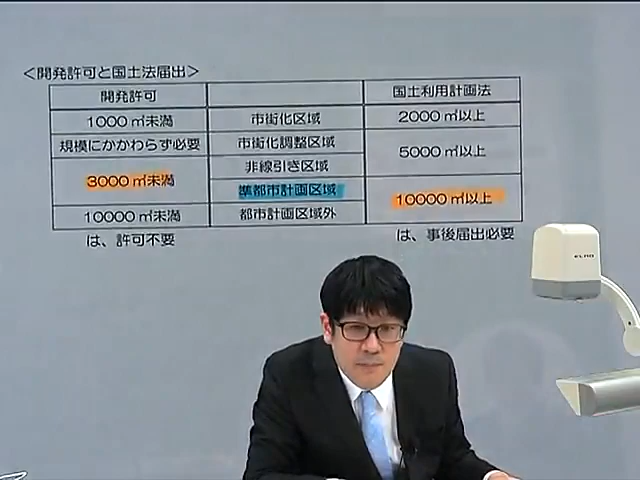 <開発許可と国土法届出>
開発許可 国土利用計画法
1000㎡未満 市街化区域 2000㎡以上
規模にかかわらず必要 市街化調整区域 5000㎡以上
非線引き区域
3000㎡未満 準都市計画区域 10000㎡以上
10000㎡未満 都市計画区域外
は、許可不要 は、事後届出必要
ELMO